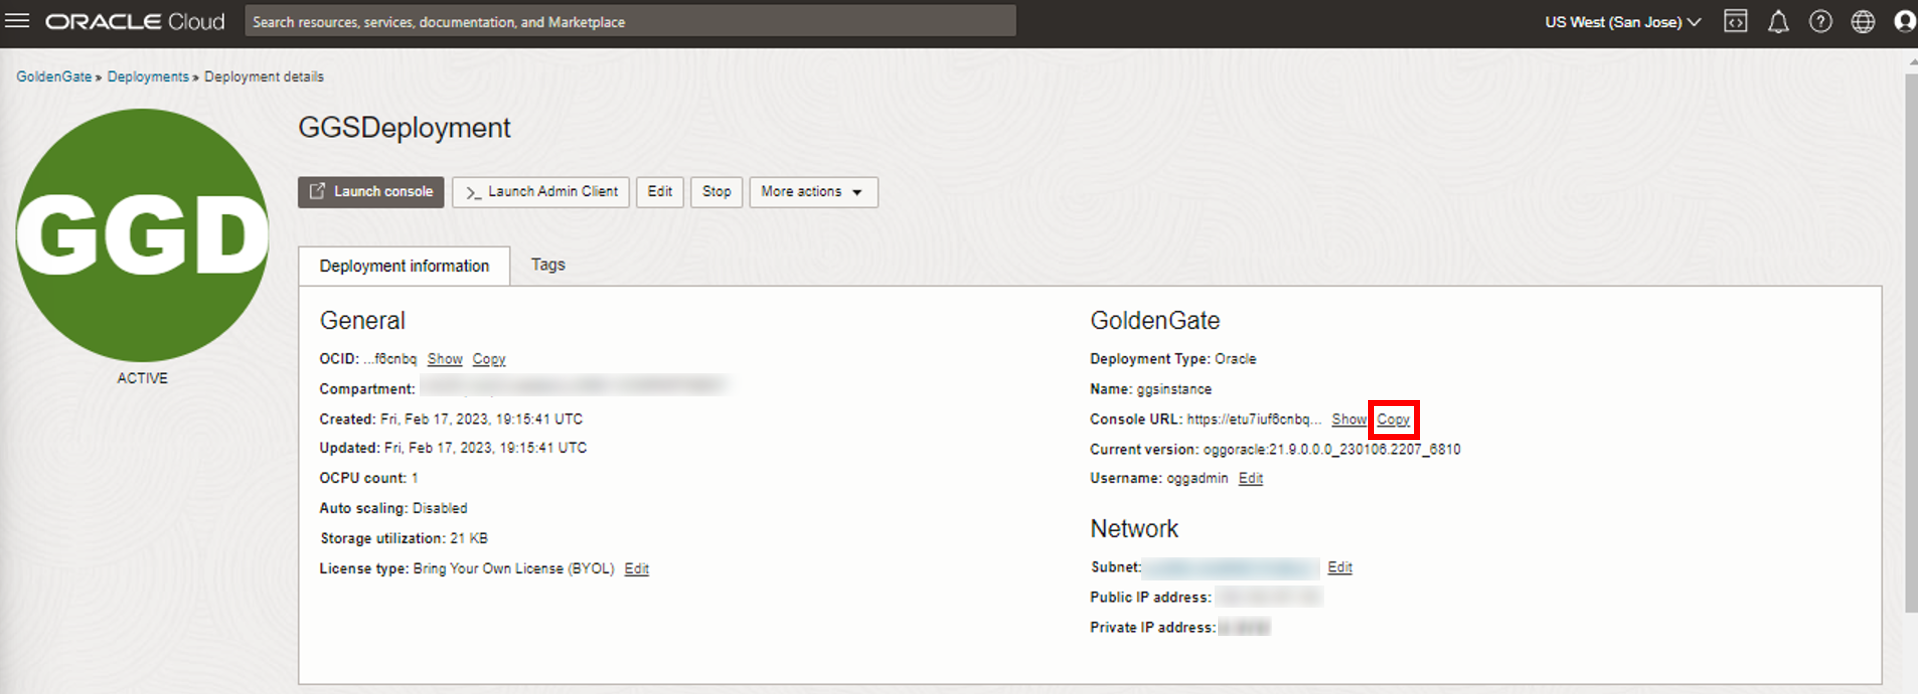 ORACLE Cloud
Search resources, services, documentation, and Marketplace
US West (San Jose)
GoldenGate » Deployments » Deployment details
GGD
ACTIVE
GGSDeployment
Launch console
Launch Admin Client
Edit
Stop
More actions
Deployment information
Tags
General
OCID: ...f6cnbq Show Copy
Compartment:
Created: Fri, Feb 17, 2023, 19:15:41 UTC
Updated: Fri, Feb 17, 2023, 19:15:41 UTC
OCPU count: 1
Auto scaling: Disabled
Storage utilization: 21 KB
License type: Bring Your Own License (BYOL) Edit
GoldenGate
Deployment Type: Oracle
Name: ggsinstance
Console URL: https://etu7iuf6cnbq... Show Copy
Current version: oggoracle:21.9.0.0.0_230106.2207_6810
Username: oggadmin Edit
Network
Subnet: Edit
Public IP address:
Private IP address: